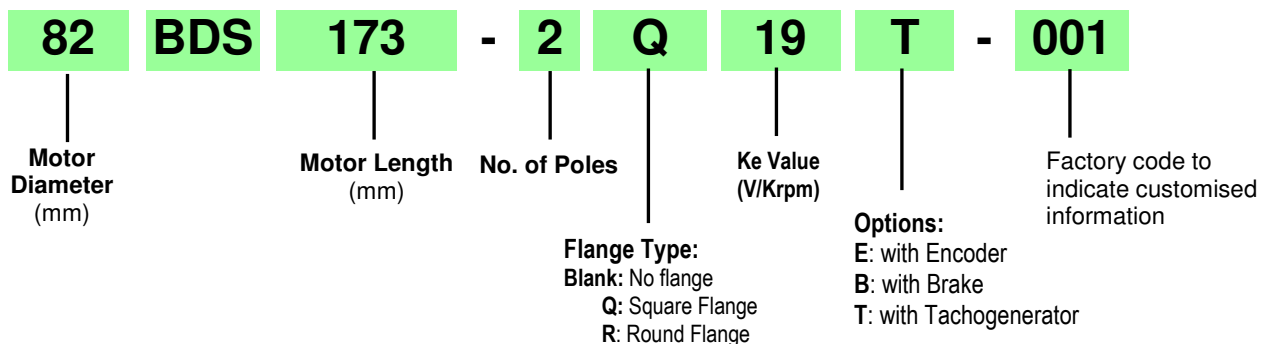 82 BDS 173 - 2 Q 19 T - 001
Motor
Diameter
(mm)
Motor Length
(mm)
No. of Poles
Ke Value
(V/Krpm)
Factory code to
indicate customised
information
Flange Type:
Blank: No flange
Q: Square Flange
R: Round Flange
Options:
E: with Encoder
B: with Brake
T: with Tachogenerator